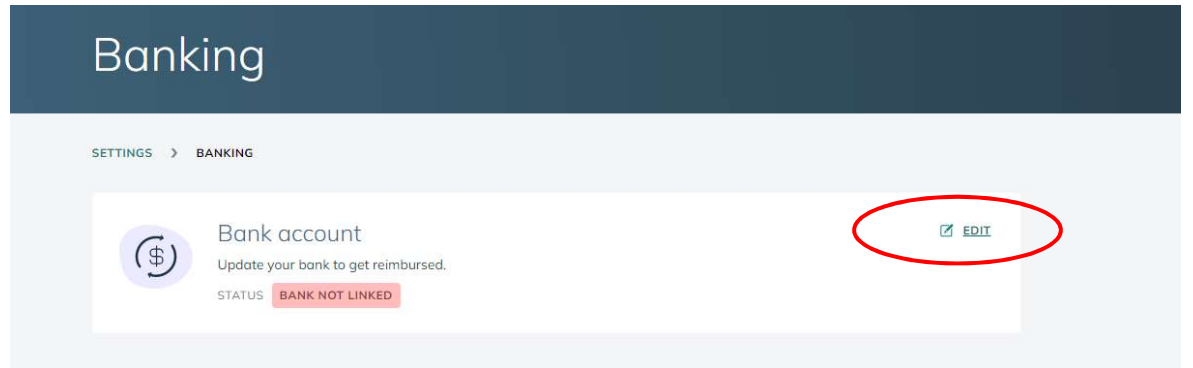 Banking
SETTINGS > BANKING
Bank account
EDIT
Update your bank to get reimbursed.
STATUS BANK NOT LINKED